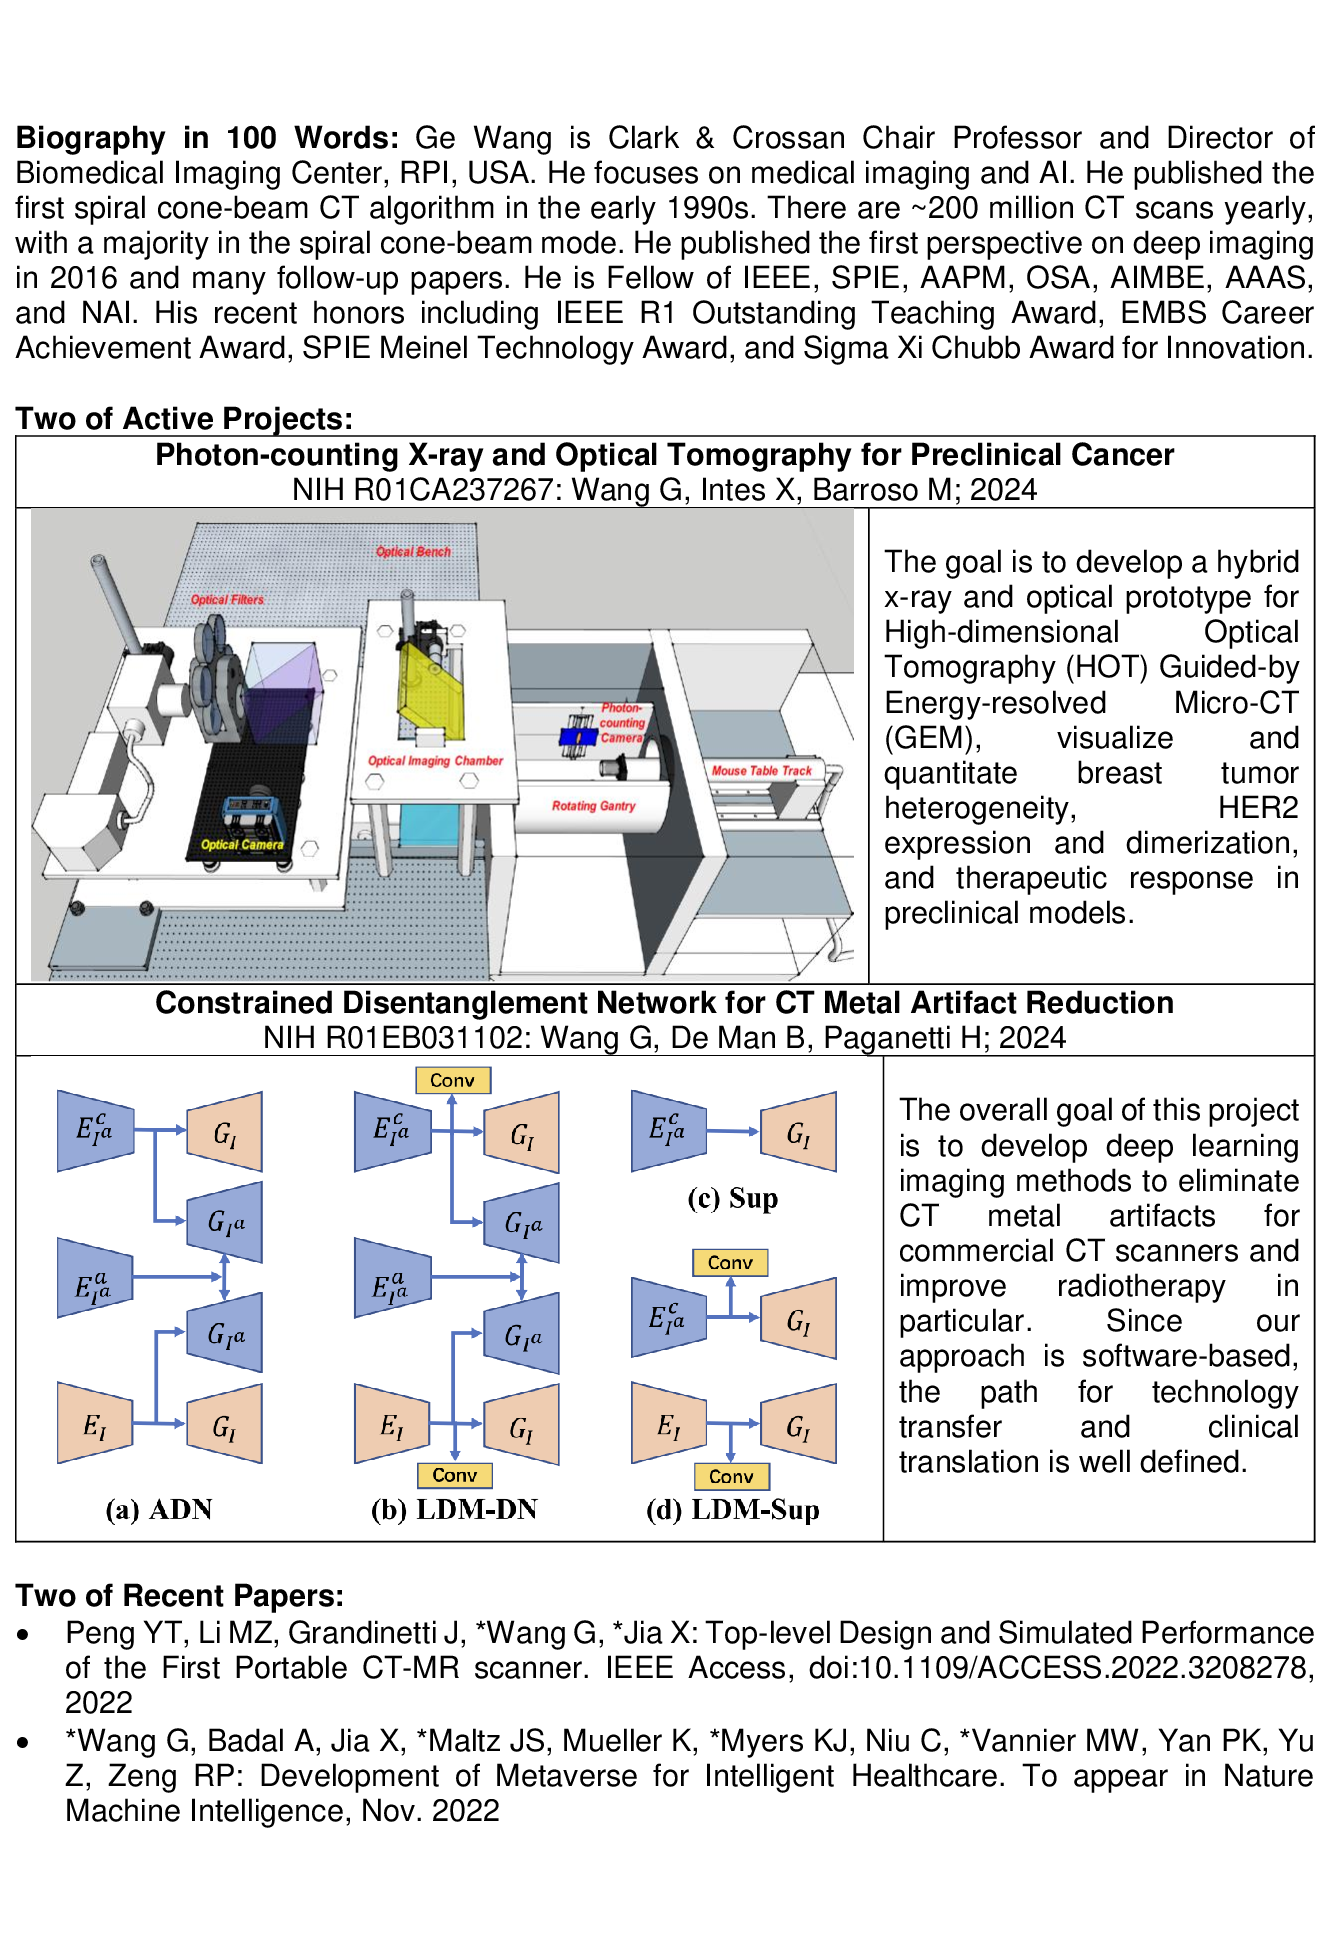 Biography in 100 Words: Ge Wang is Clark & Crossan Chair Professor and Director of
Biomedical Imaging Center, RPI, USA. He focuses on medical imaging and AI. He published the
first spiral cone-beam CT algorithm in the early 1990s. There are ~200 million CT scans yearly,
with a majority in the spiral cone-beam mode. He published the first perspective on deep imaging
in 2016 and many follow-up papers. He is Fellow of IEEE, SPIE, AAPM, OSA, AIMBE, AAAS,
and NAI. His recent honors including IEEE R1 Outstanding Teaching Award, EMBS Career
Achievement Award, SPIE Meinel Technology Award, and Sigma Xi Chubb Award for Innovation.
Two of Active Projects:
Photon-counting X-ray and Optical Tomography for Preclinical Cancer
NIH R01CA237267: Wang G, Intes X, Barroso M; 2024
Optical Bench
Optical Filters
Photon-
counting
Camera
Optical Imaging Chamber
Mouse Table Track
Rotating Gantry
Optical Camera
The goal is to develop a hybrid
x-ray and optical prototype for
High-dimensional Optical
Tomography (HOT) Guided-by
Energy-resolved Micro-CT
(GEM), visualize and
quantitate breast tumor
heterogeneity, HER2
expression and dimerization,
and therapeutic response in
preclinical models.
Constrained Disentanglement Network for CT Metal Artifact Reduction
NIH R01EB031102: Wang G, De Man B, Paganetti H; 2024
E_{I^a}^c
G_I
G_{I^a}
E_{I^a}^a
G_{I^a}
E_I
G_I
(a) ADN
Conv
E_{I^a}^c
G_I
G_{I^a}
E_{I^a}^a
G_{I^a}
E_I
G_I
Conv
(b) LDM-DN
E_{I^a}^c
G_I
(c) Sup
Conv
E_{I^a}^c
G_I
E_I
G_I
Conv
(d) LDM-Sup
The overall goal of this project
is to develop deep learning
imaging methods to eliminate
CT metal artifacts for
commercial CT scanners and
improve radiotherapy in
particular. Since our
approach is software-based,
the path for technology
transfer and clinical
translation is well defined.
Two of Recent Papers:
• Peng YT, Li MZ, Grandinetti J, *Wang G, *Jia X: Top-level Design and Simulated Performance
of the First Portable CT-MR scanner. IEEE Access, doi:10.1109/ACCESS.2022.3208278,
2022
• *Wang G, Badal A, Jia X, *Maltz JS, Mueller K, *Myers KJ, Niu C, *Vannier MW, Yan PK, Yu
Z, Zeng RP: Development of Metaverse for Intelligent Healthcare. To appear in Nature
Machine Intelligence, Nov. 2022